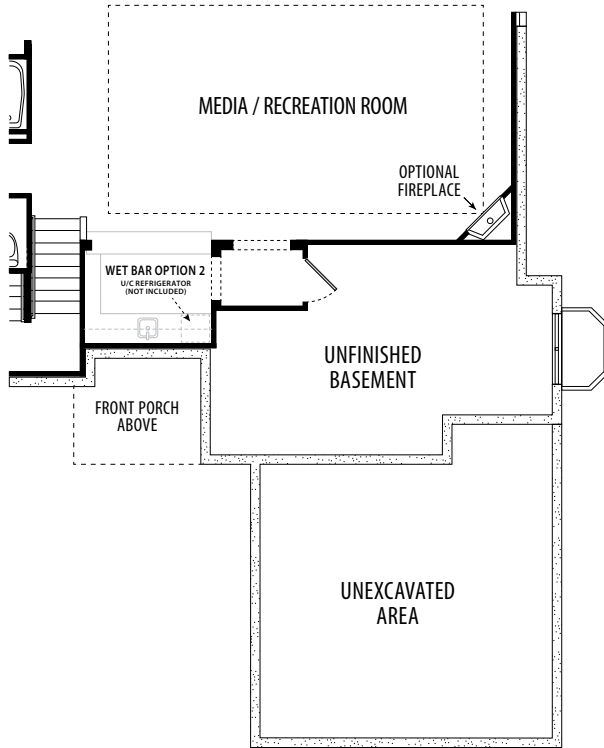 MEDIA / RECREATION ROOM
OPTIONAL
FIREPLACE
WET BAR OPTION 2
U/C REFRIGERATOR
(NOT INCLUDED)
UNFINISHED
BASEMENT
FRONT PORCH
ABOVE
UNEXCAVATED
AREA